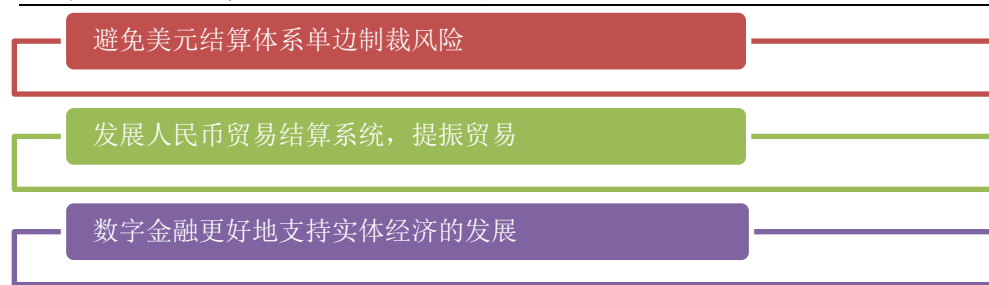 避免美元结算体系单边制裁风险
发展人民币贸易结算系统，提振贸易
数字金融更好地支持实体经济的发展